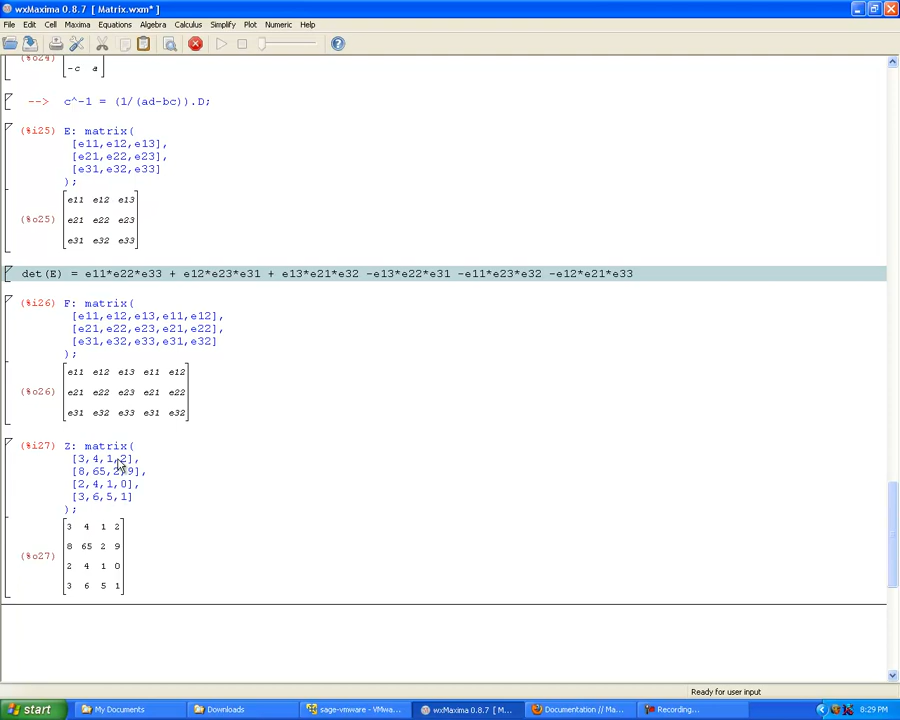 wxMaxima 0.8.7 [ Matrix.wxm* ]
File Edit Cell Maxima Equations Algebra Calculus Simplify Plot Numeric Help
(%o24)
-c a
--> c^-1 = (1/(ad-bc)).D;
(%i25) E: matrix(
[e11,e12,e13],
[e21,e22,e23],
[e31,e32,e33]
);
e11 e12 e13
(%o25) e21 e22 e23
e31 e32 e33
det(E) = e11*e22*e33 + e12*e23*e31 + e13*e21*e32 -e13*e22*e31 -e11*e23*e32 -e12*e21*e33
(%i26) F: matrix(
[e11,e12,e13,e11,e12],
[e21,e22,e23,e21,e22],
[e31,e32,e33,e31,e32]
);
e11 e12 e13 e11 e12
(%o26) e21 e22 e23 e21 e22
e31 e32 e33 e31 e32
(%i27) Z: matrix(
[3,4,1,2],
[8,65,2,9],
[2,4,1,0],
[3,6,5,1]
);
3 4 1 2
8 65 2 9
(%o27)
2 4 1 0
3 6 5 1
Ready for user input
start My Documents Downloads sage-vmware - VMwa... wxMaxima 0.8.7 [ M... Documentation // Ma... Recording... 8:29 PM